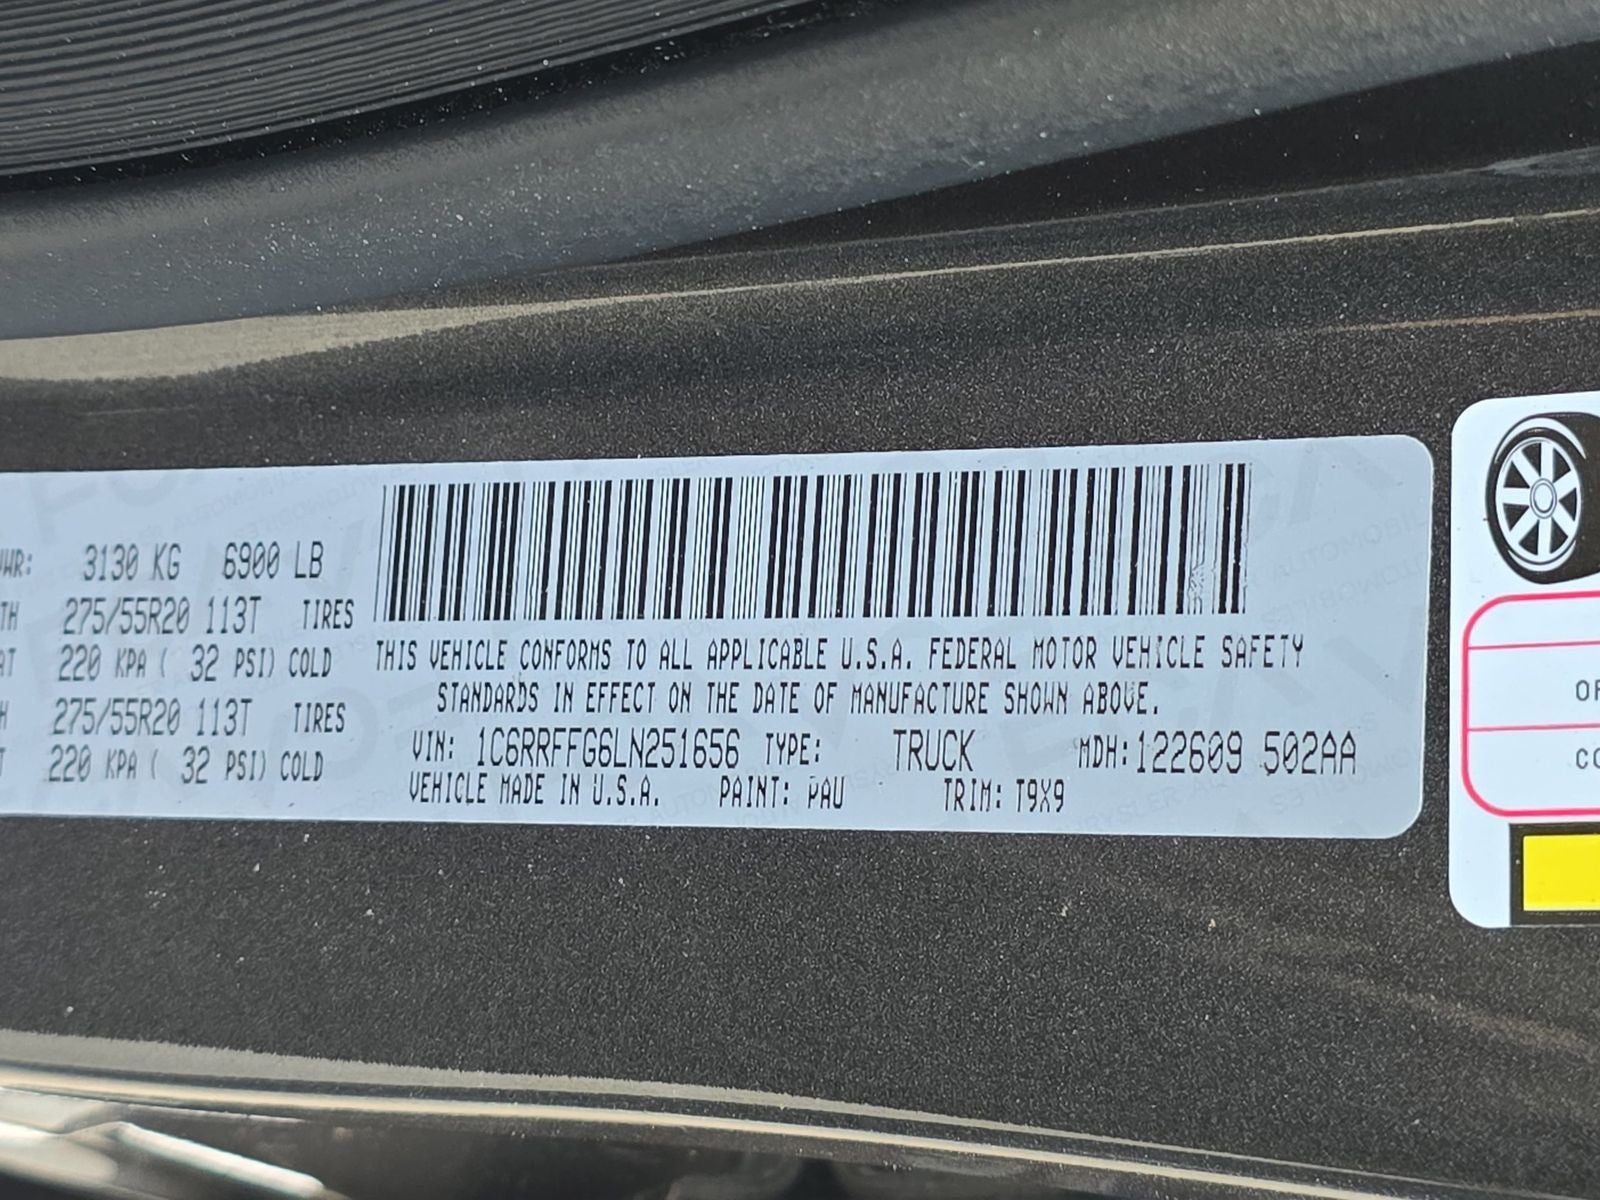 VWR: 3130 KG 6900 LB
TH 275/55R20 113T TIRES
AT 220 KPA ( 32 PSI) COLD
H 275/55R20 113T TIRES
T 220 KPA ( 32 PSI) COLD
THIS VEHICLE CONFORMS TO ALL APPLICABLE U.S.A. FEDERAL MOTOR VEHICLE SAFETY
STANDARDS IN EFFECT ON THE DATE OF MANUFACTURE SHOWN ABOVE.
VIN: 1C6RRFFG6LN251656 TYPE: TRUCK MDH:122609 502AA
VEHICLE MADE IN U.S.A. PAINT: PAU TRIM: T9X9
OF
CO